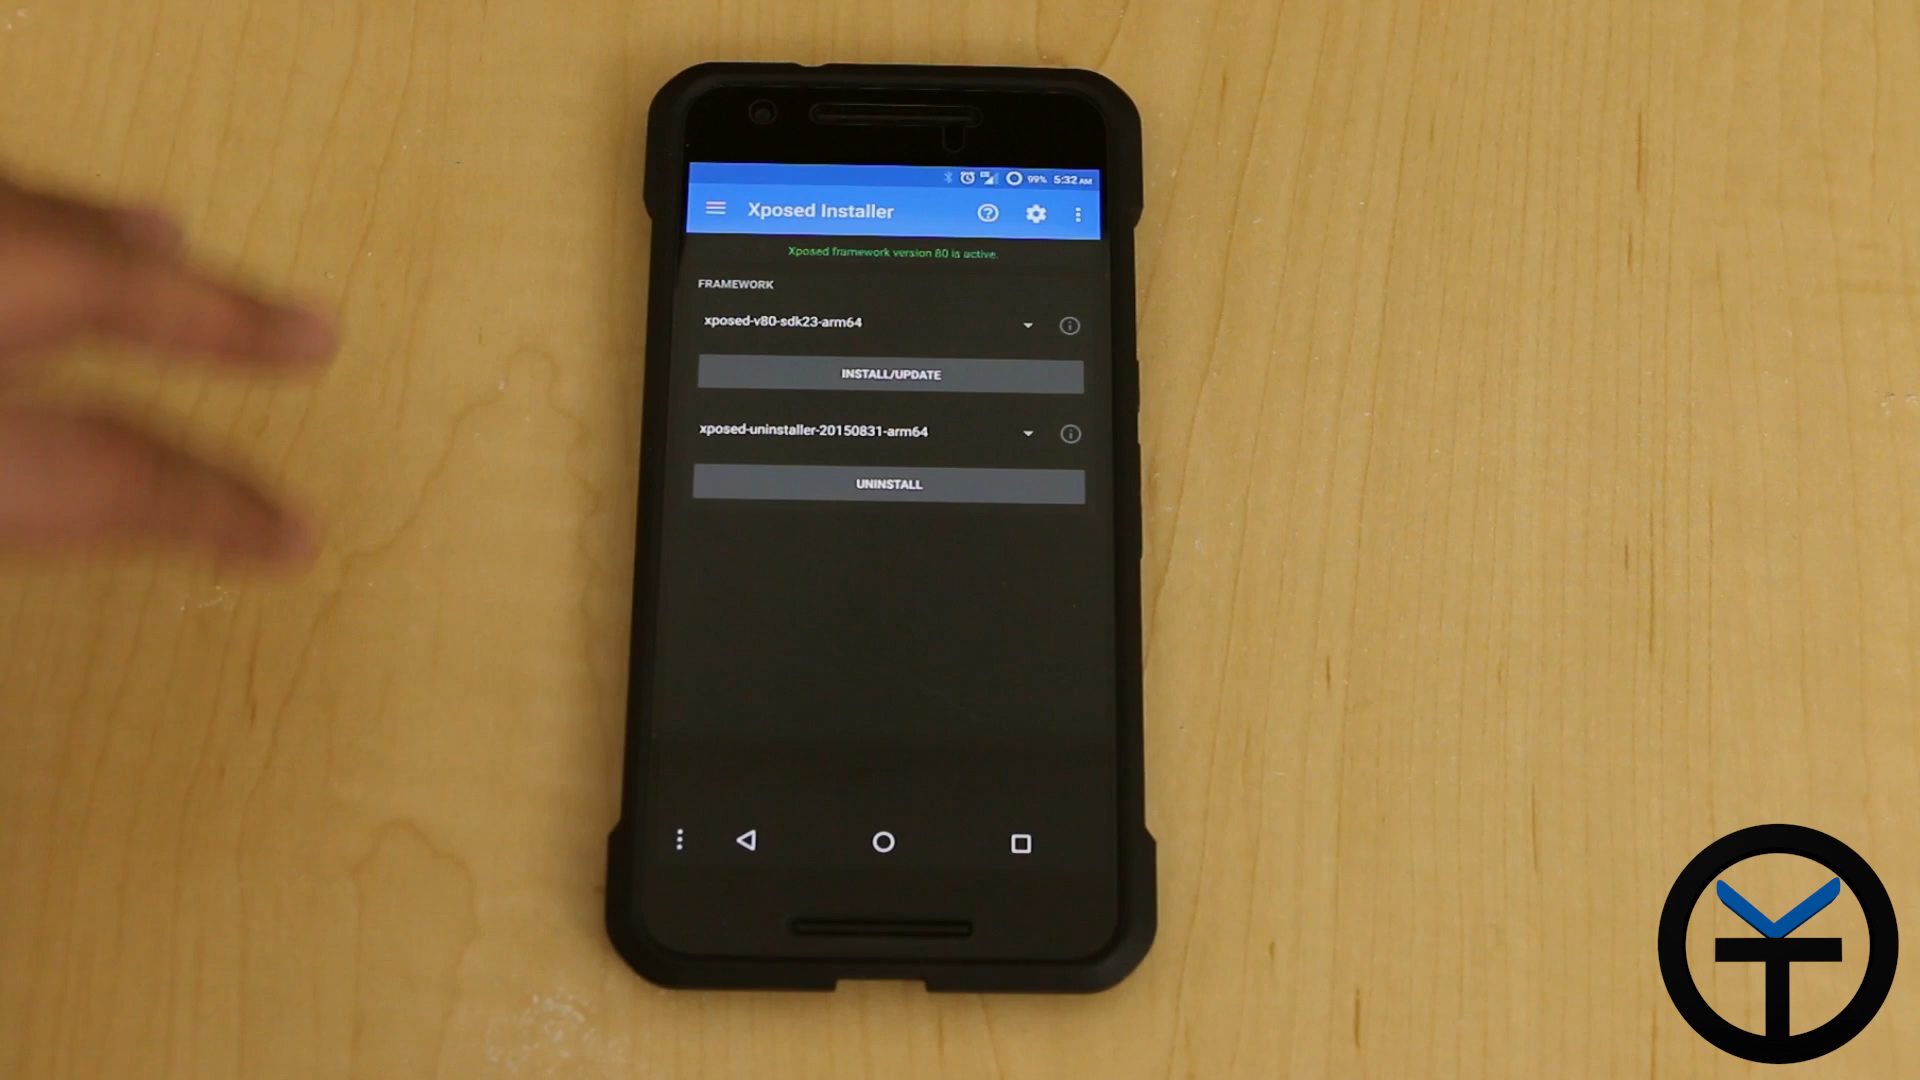 99% 5:32 AM
Xposed Installer
Xposed framework version 80 is active.
FRAMEWORK
xposed-v80-sdk23-arm64
INSTALL/UPDATE
xposed-uninstaller-20150831-arm64
UNINSTALL